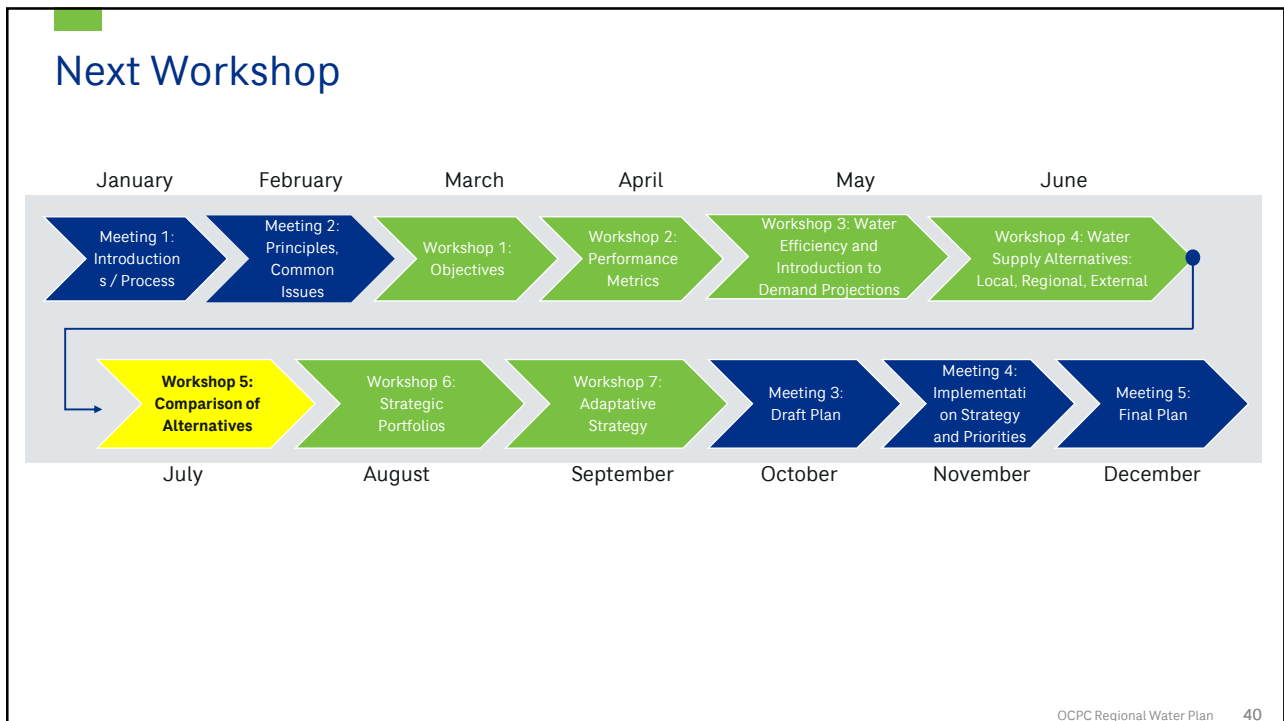 Next Workshop
January
February
March
April
May
June
Meeting 1:
Introduction
s / Process
Meeting 2:
Principles,
Common
Issues
Workshop 1:
Objectives
Workshop 2:
Performance
Metrics
Workshop 3: Water
Efficiency and
Introduction to
Demand Projections
Workshop 4: Water
Supply Alternatives:
Local, Regional, External
Workshop 5:
Comparison of
Alternatives
Workshop 6:
Strategic
Portfolios
Workshop 7:
Adaptative
Strategy
Meeting 3:
Draft Plan
Meeting 4:
Implementati
on Strategy
and Priorities
Meeting 5:
Final Plan
July
August
September
October
November
December
OCPC Regional Water Plan 40